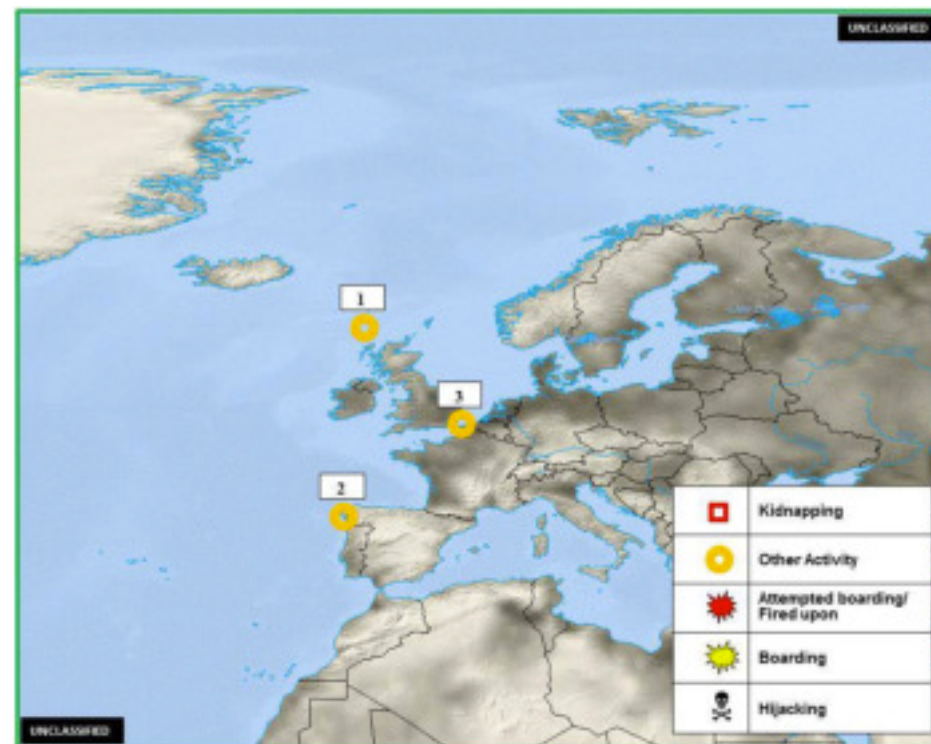 UNCLASSIFIED
1
3
2
Kidnapping
Other Activity
Attempted boarding/
Fired upon
Boarding
Hijacking
UNCLASSIFIED